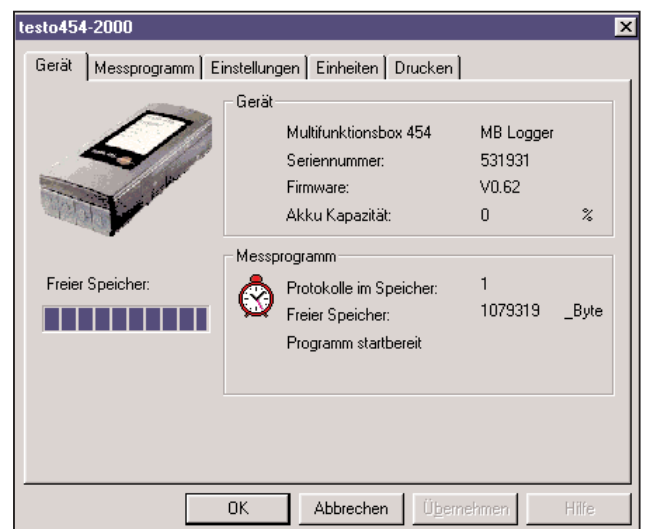 testo454-2000
Gerät Messprogramm Einstellungen Einheiten Drucken
Gerät
Multifunktionsbox 454 MB Logger
Seriennummer: 531931
Firmware: V0.62
Akku Kapazität: 0 %
Freier Speicher:
Messprogramm
Protokolle im Speicher: 1
Freier Speicher: 1079319 _Byte
Programm startbereit
OK Abbrechen Übernehmen Hilfe